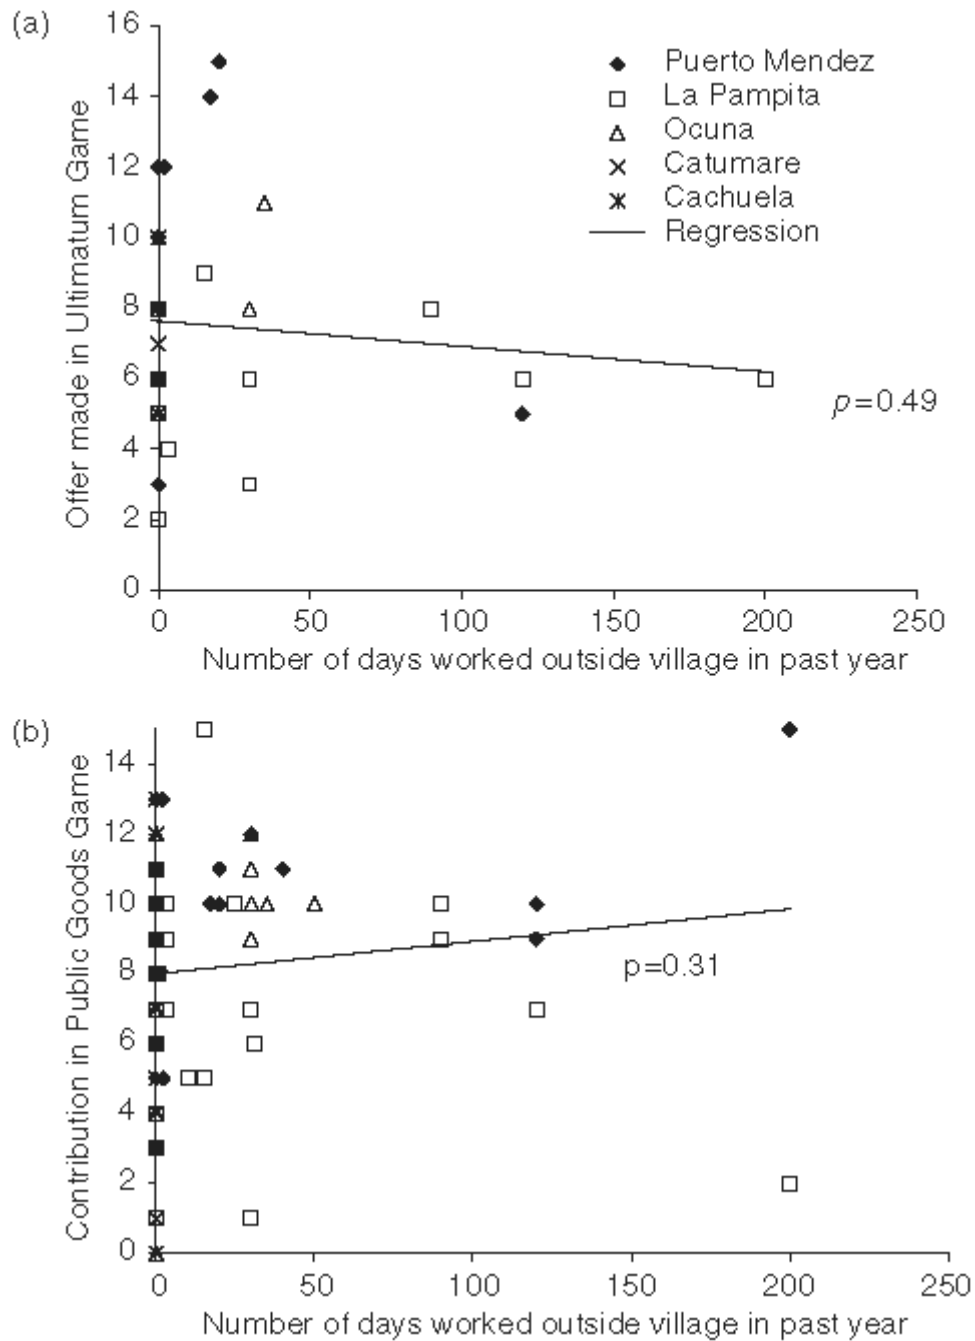 (a)
Offer made in Ultimatum Game
16
14
12
10
8
6
4
2
0
Puerto Mendez
La Pampita
Ocuna
Catumare
Cachuela
Regression
p=0.49
0 50 100 150 200 250
Number of days worked outside village in past year
(b)
Contribution in Public Goods Game
14
12
10
8
6
4
2
0
p=0.31
0 50 100 150 200 250
Number of days worked outside village in past year